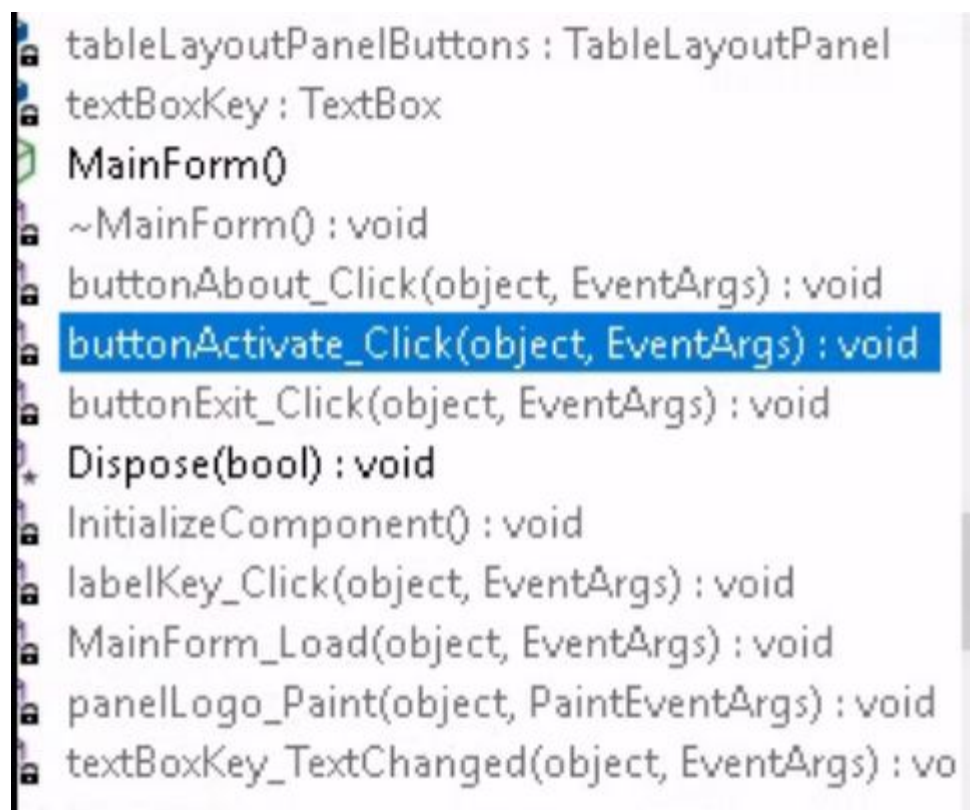 tableLayoutPanelButtons : TableLayoutPanel
textBoxKey : TextBox
MainForm()
~MainForm() : void
buttonAbout_Click(object, EventArgs) : void
buttonActivate_Click(object, EventArgs) : void
buttonExit_Click(object, EventArgs) : void
Dispose(bool) : void
InitializeComponent() : void
labelKey_Click(object, EventArgs) : void
MainForm_Load(object, EventArgs) : void
panelLogo_Paint(object, PaintEventArgs) : void
textBoxKey_TextChanged(object, EventArgs) : vo